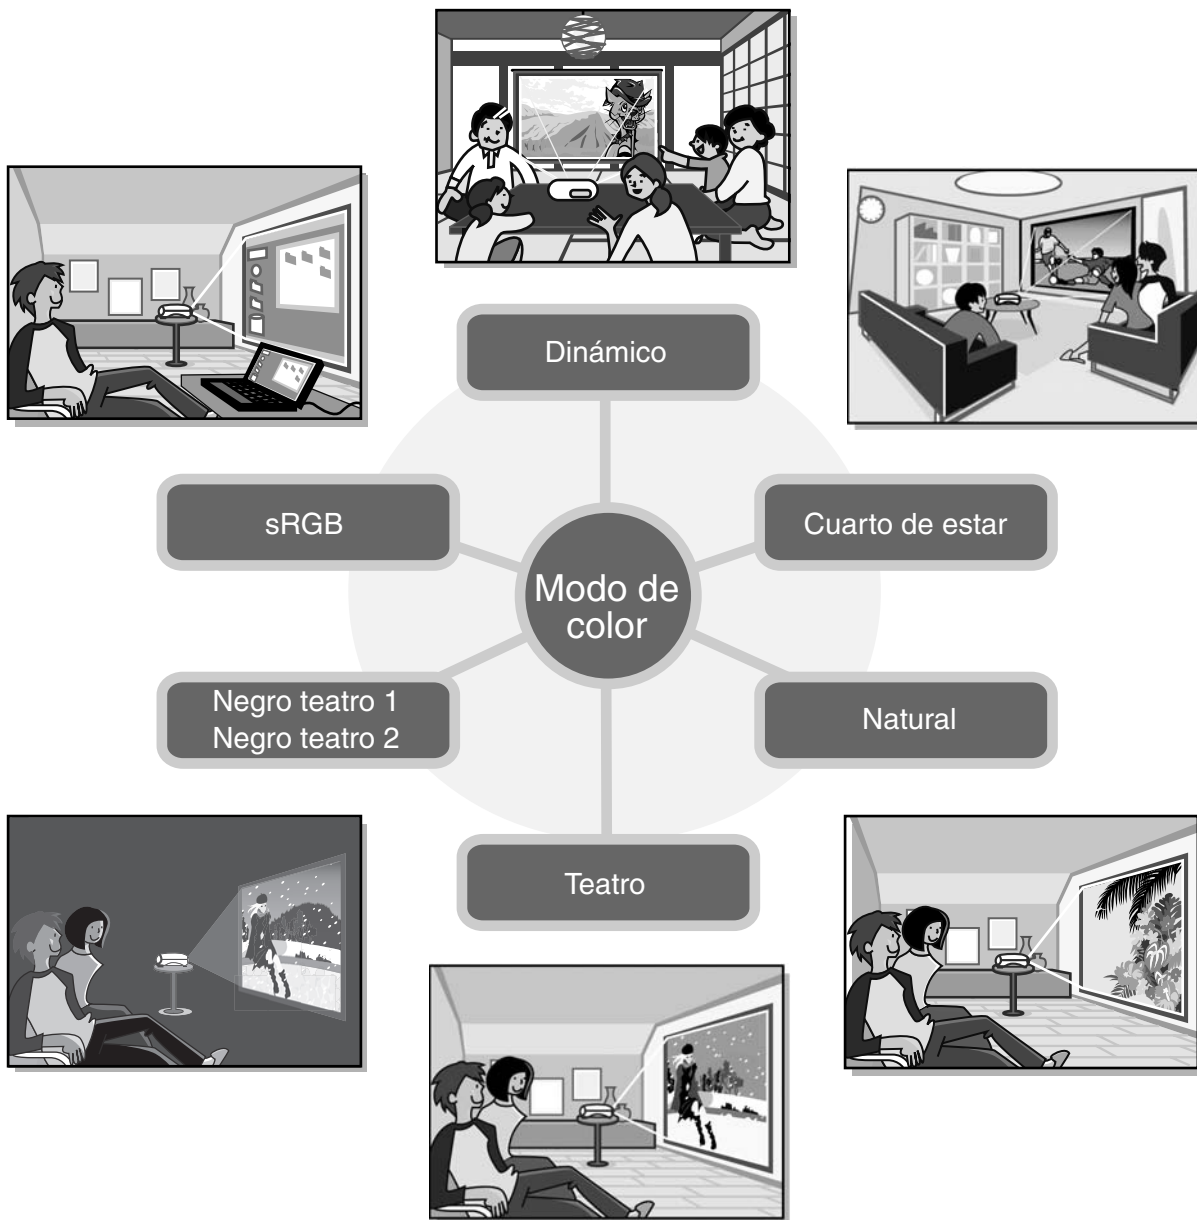 Dinámico
sRGB
Cuarto de estar
Modo de
color
Negro teatro 1
Negro teatro 2
Natural
Teatro